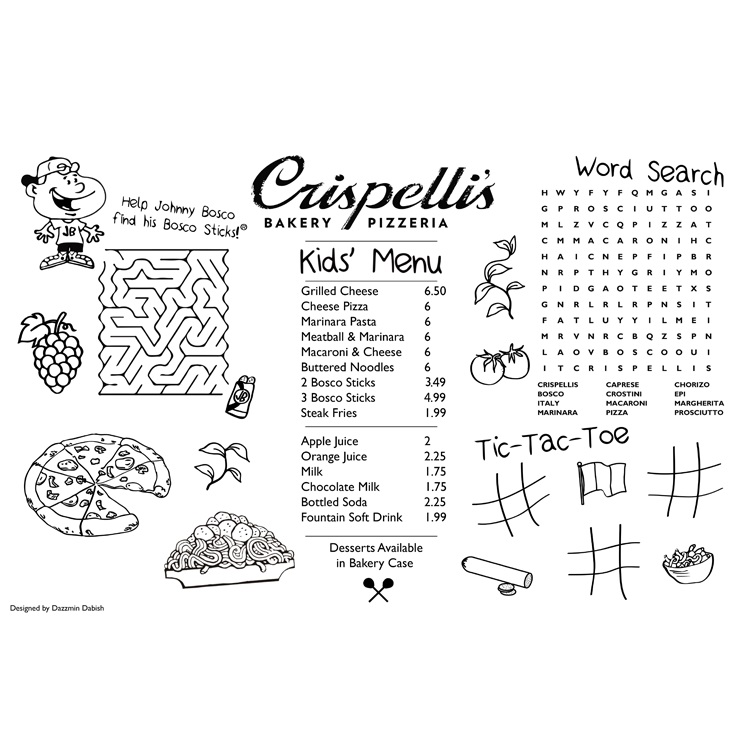 Help Johnny Bosco
find his Bosco Sticks!®
JB
Crispelli's
BAKERY PIZZERIA
Kids' Menu
Grilled Cheese 6.50
Cheese Pizza 6
Marinara Pasta 6
Meatball & Marinara 6
Macaroni & Cheese 6
Buttered Noodles 6
2 Bosco Sticks 3.49
3 Bosco Sticks 4.99
Steak Fries 1.99
Apple Juice 2
Orange Juice 2.25
Milk 1.75
Chocolate Milk 1.75
Bottled Soda 2.25
Fountain Soft Drink 1.99
Desserts Available
in Bakery Case
Word Search
H W Y F Y F Q M G A S I
G P R O S C I U T T O O
M L Z V C Q P I Z Z A T
C M M A C A R O N I H C
H A I C N E P F I P B R
N R P T H Y G R I Y M O
P I D G A O T E E T X S
G N R L R L R P N S I T
F A T L U Y Y I L M E I
M R V N R C B Q Z S P N
L A O V B O S C O O U I
I T C R I S P E L L I S
CRISPELLIS CAPRESE CHORIZO
BOSCO CROSTINI EPI
ITALY MACARONI MARGHERITA
MARINARA PIZZA PROSCIUTTO
Tic-Tac-Toe
JB
Designed by Dazzmin Dabish